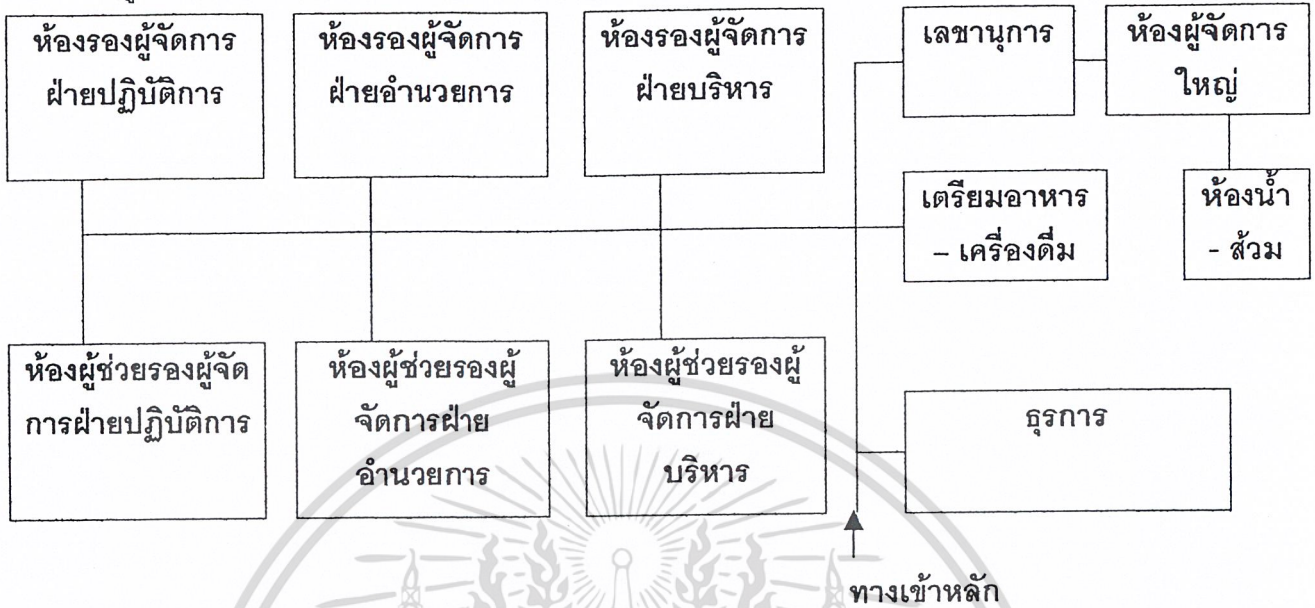 ห้องรองผู้จัดการ
ฝ่ายปฏิบัติการ
ห้องรองผู้จัดการ
ฝ่ายอำนวยการ
ห้องรองผู้จัดการ
ฝ่ายบริหาร
เลขานุการ
ห้องผู้จัดการ
ใหญ่
เตรียมอาหาร
– เครื่องดื่ม
ห้องน้ำ
- ส้วม
ห้องผู้ช่วยรองผู้จัด
การฝ่ายปฏิบัติการ
ห้องผู้ช่วยรองผู้
จัดการฝ่าย
อำนวยการ
ห้องผู้ช่วยรองผู้
จัดการฝ่าย
บริหาร
ธุรการ
ทางเข้าหลัก